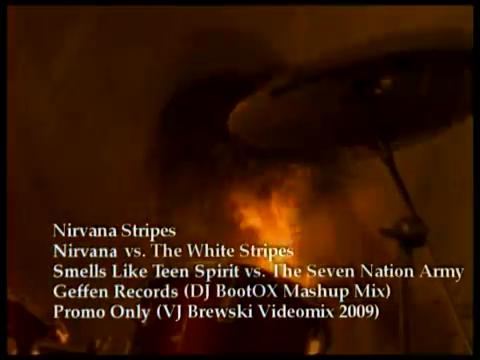 Nirvana Stripes
Nirvana vs. The White Stripes
Smells Like Teen Spirit vs. The Seven Nation Army
Geffen Records (DJ BootOX Mashup Mix)
Promo Only (VJ Brewski Videomix 2009)